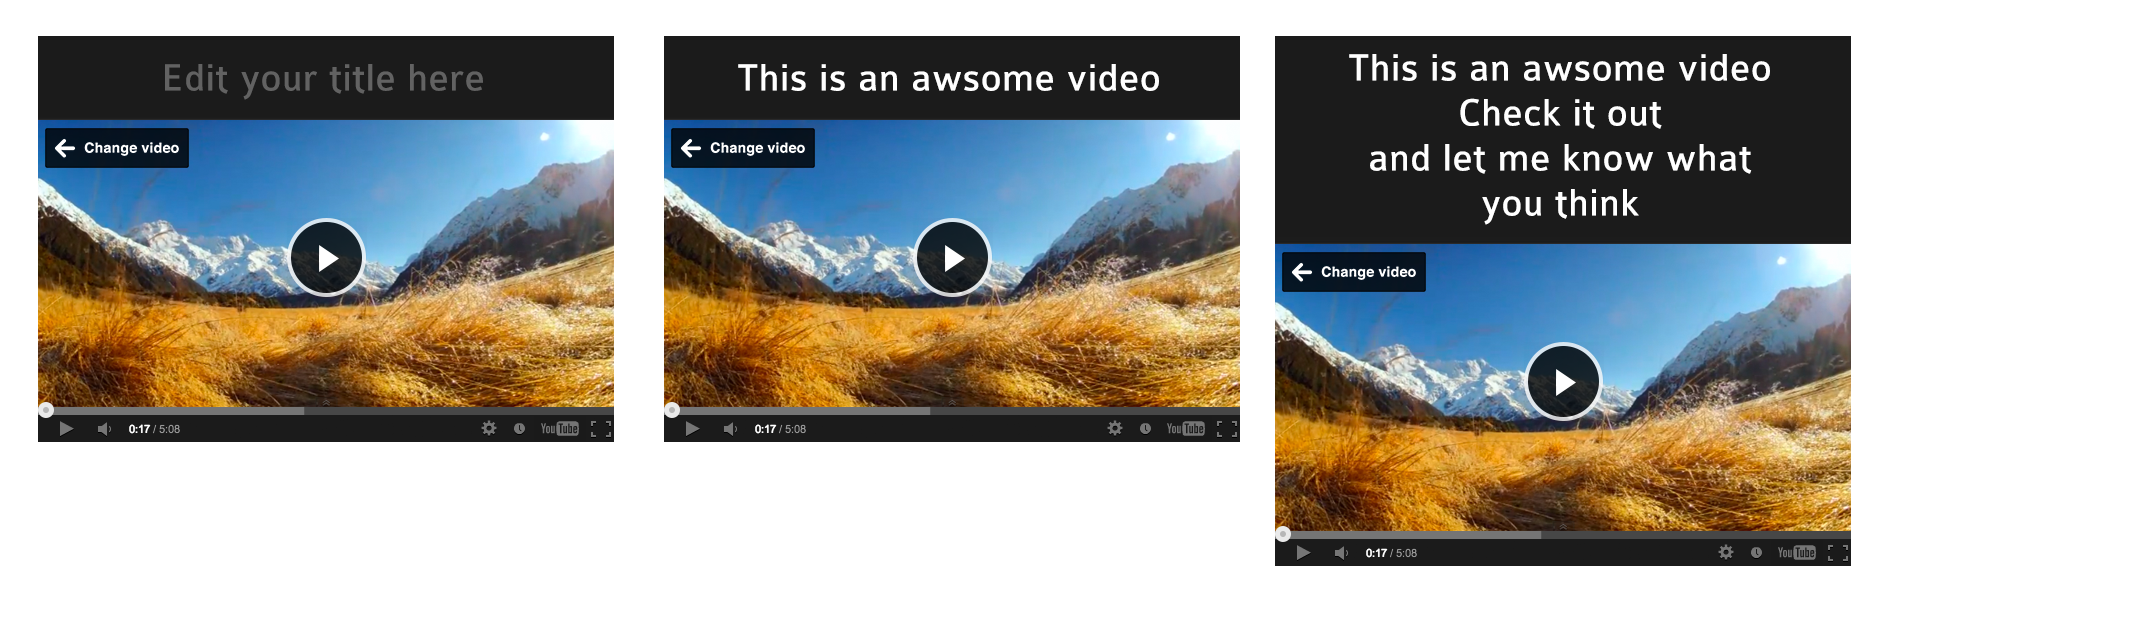 Edit your title here
Change video
0:17 / 5:08
YouTube
This is an awsome video
Change video
0:17 / 5:08
YouTube
This is an awsome video
Check it out
and let me know what
you think
Change video
0:17 / 5:08
YouTube